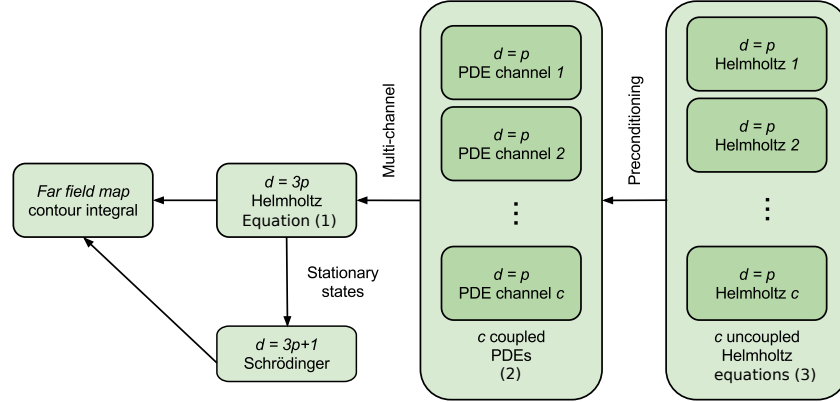 Far field map
contour integral
d = 3p
Helmholtz
Equation (1)
Stationary
states
d = 3p+1
Schrödinger
Multi-channel
d = p
PDE channel 1
d = p
PDE channel 2
⋮
d = p
PDE channel c
c coupled
PDEs
(2)
Preconditioning
d = p
Helmholtz 1
d = p
Helmholtz 2
⋮
d = p
Helmholtz c
c uncoupled
Helmholtz
equations (3)